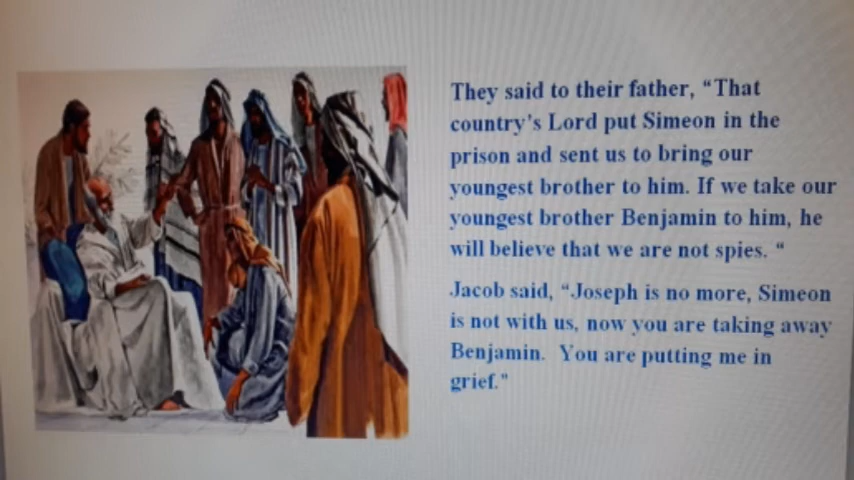 They said to their father, “That
country's Lord put Simeon in the
prison and sent us to bring our
youngest brother to him. If we take our
youngest brother Benjamin to him, he
will believe that we are not spies. “
Jacob said, “Joseph is no more, Simeon
is not with us, now you are taking away
Benjamin.  You are putting me in
grief.”